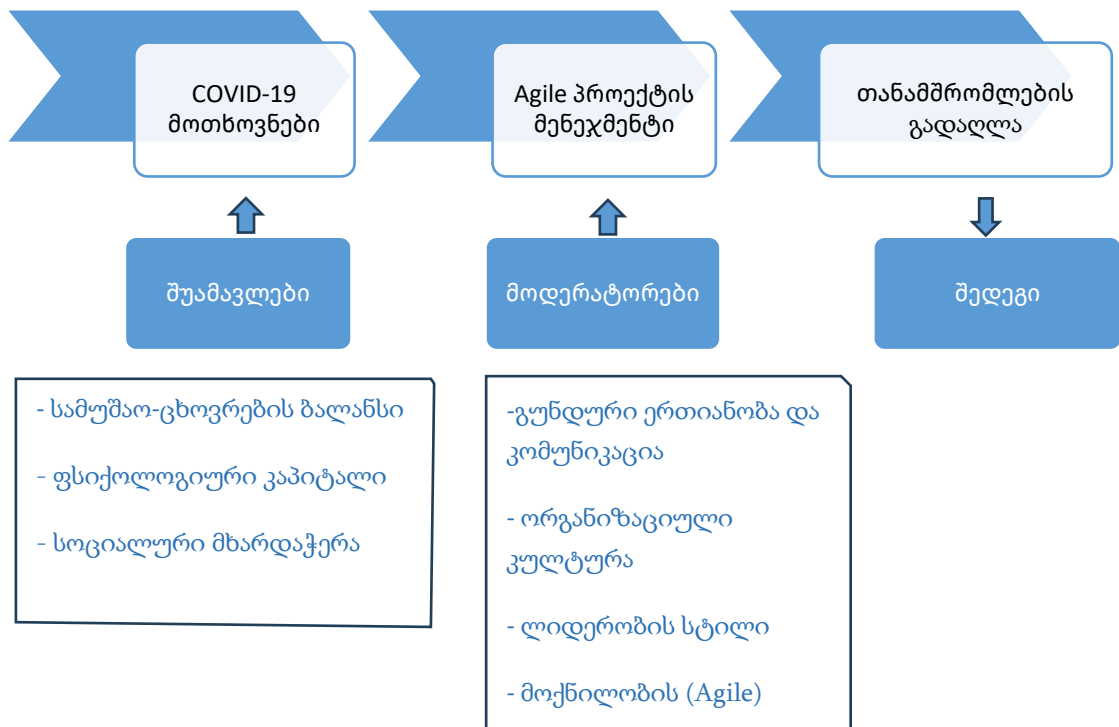 COVID-19
მოთხოვნები
Agile პროექტის
მენეჯმენტი
თანამშრომლების
გადაღლა
შუამავლები
მოდერატორები
შედეგი
- სამუშაო-ცხოვრების ბალანსი
- ფსიქოლოგიური კაპიტალი
- სოციალური მხარდაჭერა
-გუნდური ერთიანობა და
კომუნიკაცია
- ორგანიზაციული
კულტურა
- ლიდერობის სტილი
- მოქნილობის (Agile)